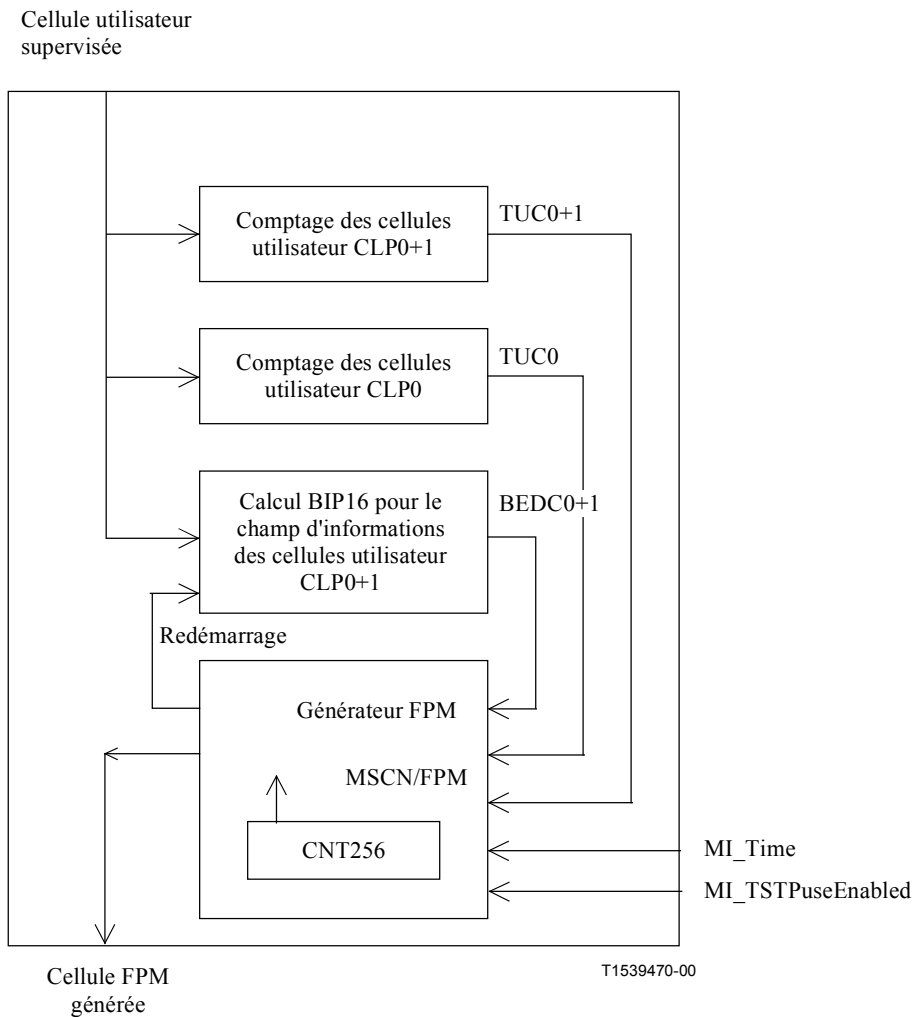 Cellule utilisateur
supervisée
Comptage des cellules
utilisateur CLP0+1
TUC0+1
Comptage des cellules
utilisateur CLP0
TUC0
Calcul BIP16 pour le
champ d'informations
des cellules utilisateur
CLP0+1
BEDC0+1
Redémarrage
Générateur FPM
MSCN/FPM
CNT256
MI_Time
MI_TSTPuseEnabled
Cellule FPM
générée
T1539470-00